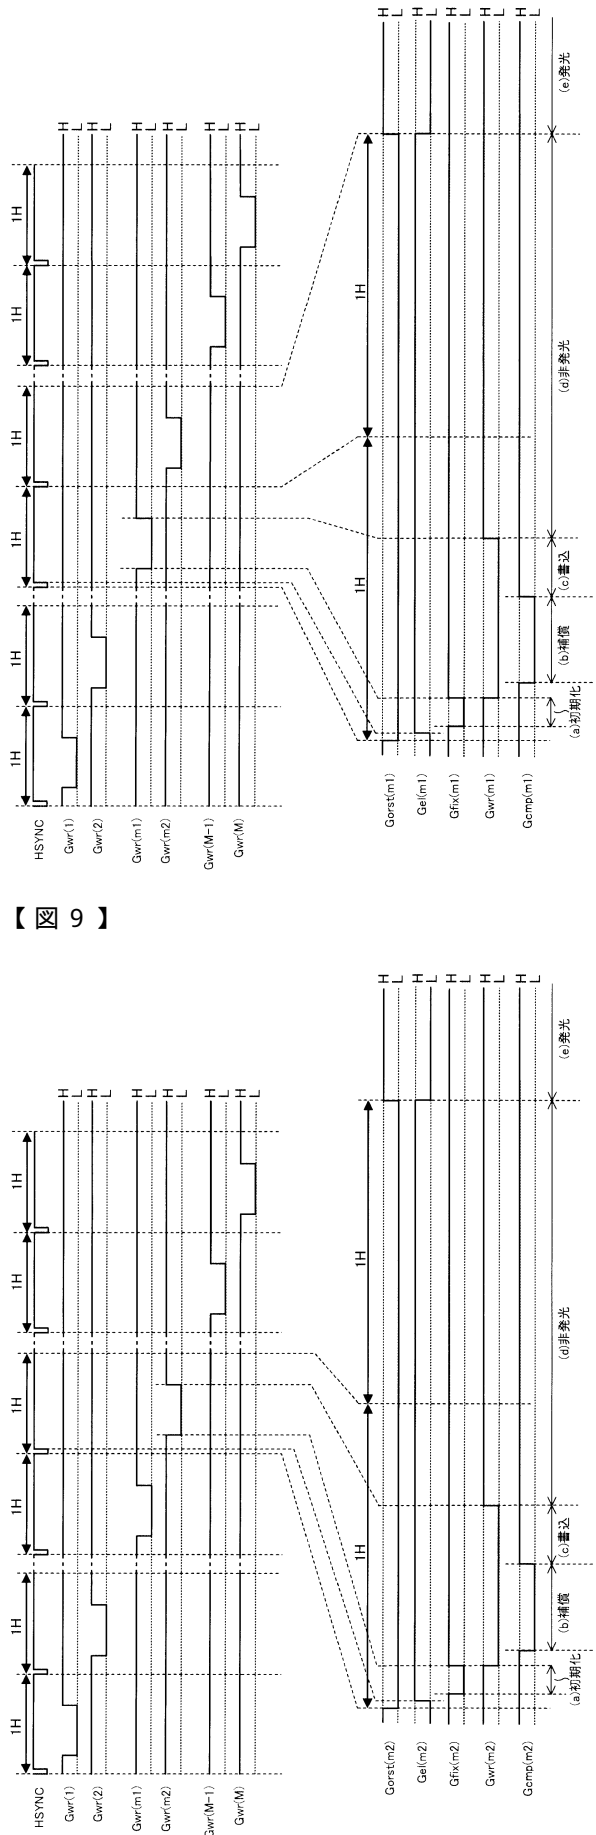 HSYNC
1H
1H
1H
1H
1H
1H
Gwr(1)
H
L
Gwr(2)
H
L
Gwr(m1)
H
L
Gwr(m2)
H
L
Gwr(M-1)
H
L
Gwr(M)
H
L
1H
1H
Gorst(m1)
H
L
Gel(m1)
H
L
Gfix(m1)
H
L
Gwr(m1)
H
L
Gcmp(m1)
H
L
(a)初期化
(b)補償
(c)書込
(d)非発光
(e)発光
【図9】
HSYNC
1H
1H
1H
1H
1H
1H
Gwr(1)
H
L
Gwr(2)
H
L
Gwr(m1)
H
L
Gwr(m2)
H
L
Gwr(M-1)
H
L
Gwr(M)
H
L
1H
1H
Gorst(m2)
H
L
Gel(m2)
H
L
Gfix(m2)
H
L
Gwr(m2)
H
L
Gcmp(m2)
H
L
(a)初期化
(b)補償
(c)書込
(d)非発光
(e)発光